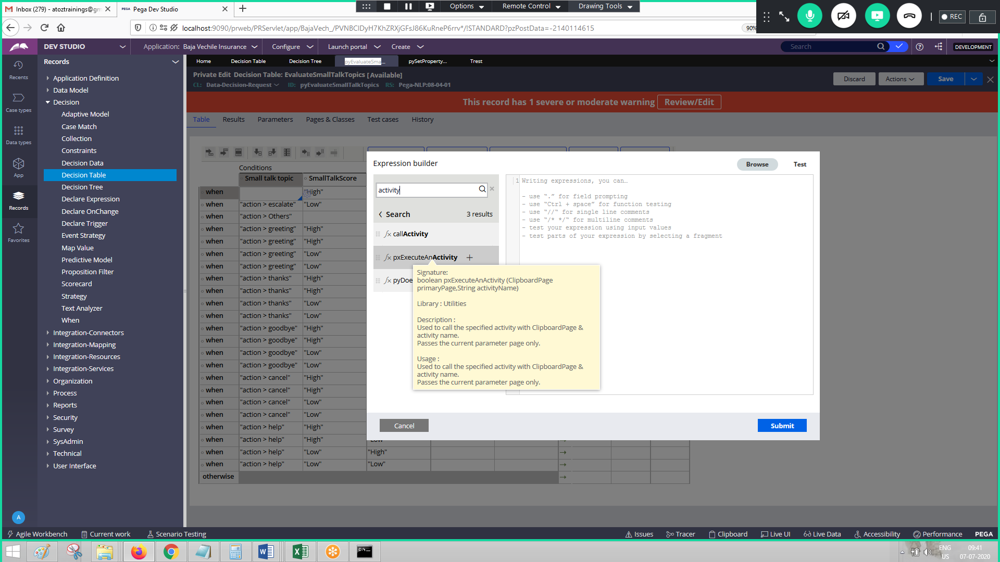 Inbox (279) - atoztrainings@gm
PEGA Pega Dev Studio
Options
Remote Control
Drawing Tools
REC
localhost:9090/prweb/PRServlet/app/BajaVech_/PVNBClDyH7KhZRXjGFsJ86KuRneP6rrv*/!STANDARD?pzPostData=-2140114615
90%
DEV STUDIO
Application: Baja Vechile Insurance
Configure
Launch portal
Create
Search
DEVELOPMENT
Recents
Case types
Data types
App
Records
Favorites
A
Records
Application Definition
Data Model
Decision
Adaptive Model
Case Match
Collection
Constraints
Decision Data
Decision Table
Decision Tree
Declare Expression
Declare OnChange
Declare Trigger
Event Strategy
Map Value
Predictive Model
Proposition Filter
Scorecard
Strategy
Text Analyzer
When
Integration-Connectors
Integration-Mapping
Integration-Resources
Integration-Services
Organization
Process
Reports
Security
Survey
SysAdmin
Technical
User Interface
Home
Decision Table
Decision Tree
pyEvaluateSma...
pySetProperty...
Trest
Private Edit Decision Table: EvaluateSmallTalkTopics [Available]
CL: Data-Decision-Request ID: pyEvaluateSmallTalkTopics RS: Pega-NLP:08-04-01
Discard
Actions
Save
This record has 1 severe or moderate warning Review/Edit
Table
Results
Parameters
Pages & Classes
Test cases
History
Conditions
Small talk topic SmallTalkScore
when "High"
when "action > escalate" "Low"
when "action > Others"
when "action > greeting" "High"
when "action > greeting" "High"
when "action > greeting" "Low"
when "action > greeting" "Low"
when "action > thanks" "High"
when "action > thanks" "High"
when "action > thanks" "Low"
when "action > thanks" "Low"
when "action > goodbye" "High"
when "action > goodbye" "High"
when "action > goodbye" "Low"
when "action > goodbye" "Low"
when "action > cancel" "High"
when "action > cancel" "High"
when "action > cancel" "Low"
when "action > cancel" "Low"
when "action > help" "High"
when "action > help" "High" "Low"
when "action > help" "Low" "High"
when "action > help" "Low" "Low"
otherwise
Expression builder
Browse
Test
activity
Search
3 results
fx callActivity
fx pxExecuteAnActivity +
fx pyDoe
Signature:
boolean pxExecuteAnActivity (ClipboardPage
primaryPage,String activityName)
Library : Utilities
Description :
Used to call the specified activity with ClipboardPage &
activity name.
Passes the current parameter page only.
Usage :
Used to call the specified activity with ClipboardPage &
activity name.
Passes the current parameter page only.
1 Writing expressions, you can…
- use “.” for field prompting
- use “Ctrl + space” for function testing
- use “//” for single line comments
- use “/* */” for multiline comments
- test your expression using input values
- test parts of your expression by selecting a fragment
Cancel
Submit
Agile Workbench
Current work
Scenario Testing
Issues
Tracer
Clipboard
Live UI
Live Data
Accessibility
Performance
PEGA
ENG
US
09:41
07-07-2020